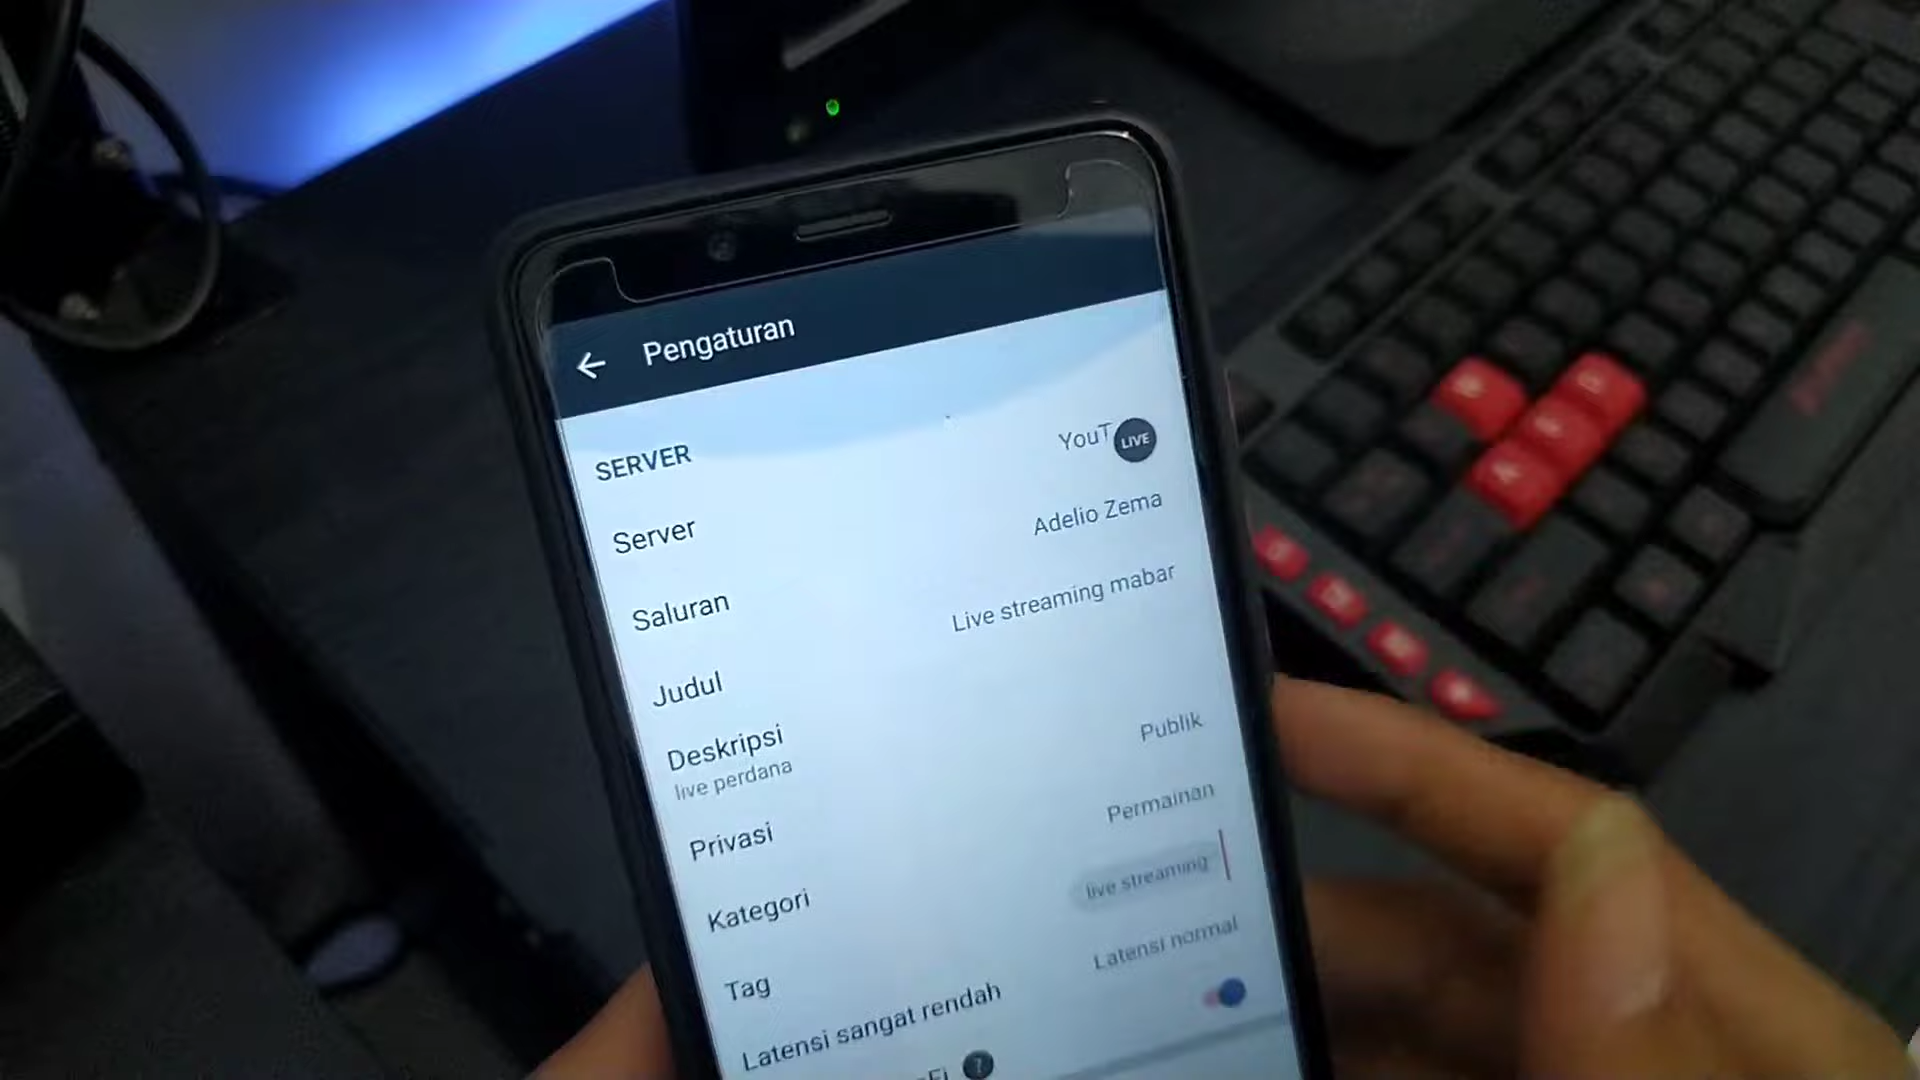 Pengaturan
SERVER
Server YouT LIVE
Saluran Adelio Zema
Judul Live streaming mabar
Deskripsi
live perdana
Privasi Publik
Kategori Permainan
Tag live streaming
Latensi sangat rendah Latensi normal
?